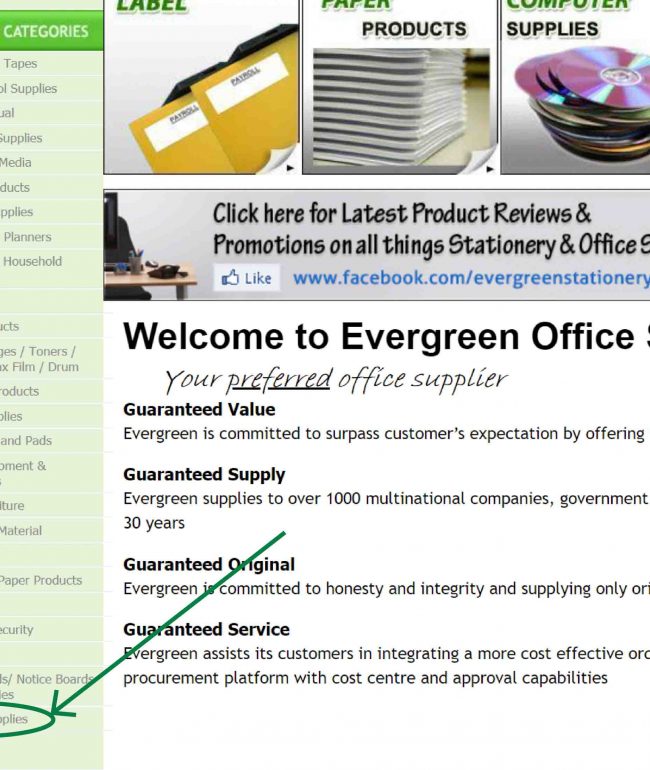 LABEL
PAPER
PRODUCTS
COMPUTER
SUPPLIES
PAYROLL
PAYROLL
CATEGORIES
Tapes
ol Supplies
ual
Supplies
Media
ducts
pplies
Planners
Household
ucts
ges / Toners /
ax Film / Drum
roducts
plies
and Pads
pment &
s
iture
Material
Paper Products
ecurity
ds/ Notice Boards
ies
pplies
Click here for Latest Product Reviews &
Promotions on all things Stationery & Office S
Like www.facebook.com/evergreenstationery
Welcome to Evergreen Office S
Your preferred office supplier
Guaranteed Value
Evergreen is committed to surpass customer's expectation by offering
Guaranteed Supply
Evergreen supplies to over 1000 multinational companies, government
30 years
Guaranteed Original
Evergreen is committed to honesty and integrity and supplying only ori
Guaranteed Service
Evergreen assists its customers in integrating a more cost effective ord
procurement platform with cost centre and approval capabilities